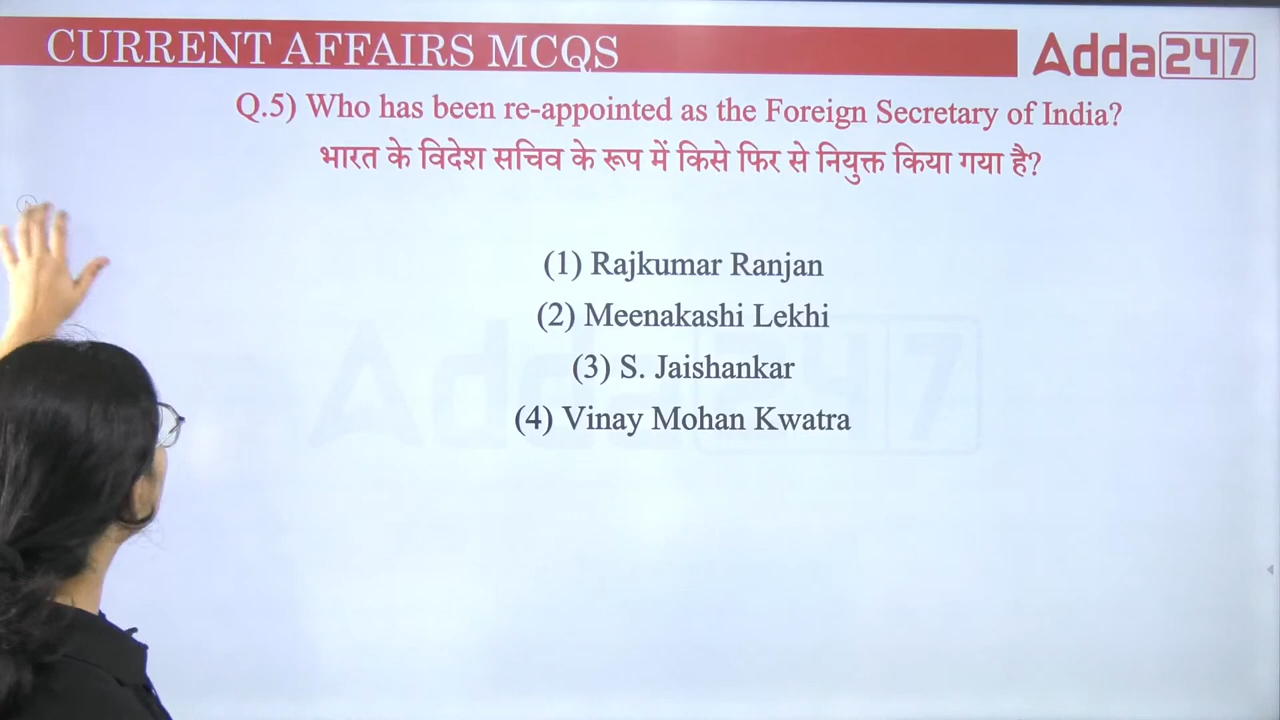 CURRENT AFFAIRS MCQS
Adda247
Q.5) Who has been re-appointed as the Foreign Secretary of India?
भारत के विदेश सचिव के रूप में किसे फिर से नियुक्त किया गया है?
(1) Rajkumar Ranjan
(2) Meenakashi Lekhi
(3) S. Jaishankar
(4) Vinay Mohan Kwatra
Adda247